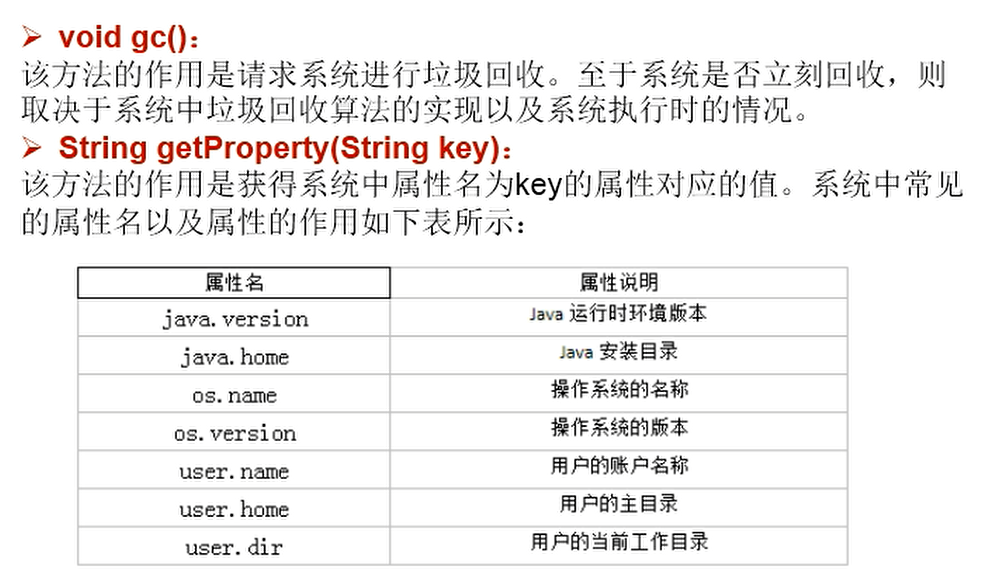 ➢ void gc():
该方法的作用是请求系统进行垃圾回收。至于系统是否立刻回收，则
取决于系统中垃圾回收算法的实现以及系统执行时的情况。
➢ String getProperty(String key):
该方法的作用是获得系统中属性名为key的属性对应的值。系统中常见
的属性名以及属性的作用如下表所示：
属性名 属性说明
java.version Java 运行时环境版本
java.home Java 安装目录
os.name 操作系统的名称
os.version 操作系统的版本
user.name 用户的账户名称
user.home 用户的主目录
user.dir 用户的当前工作目录